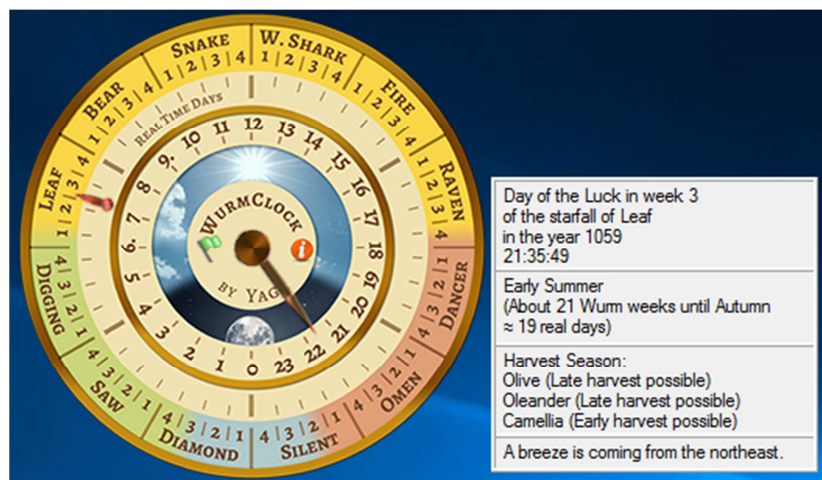 SNAKE
1|2|3|4
W. SHARK
1|2|3|4
FIRE
1|2|3|4
RAVEN
1|2|3|4
DANCER
4|3|2|1
OMEN
4|3|2|1
SILENT
4|3|2|1
DIAMOND
4|3|2|1
SAW
4|3|2|1
DIGGING
4|3|2|1
LEAF
1|2|3|4
BEAR
1|2|3|4
REAL TIME DAYS
12
13
14
15
16
17
18
19
20
21
22
23
0
1
2
3
4
5
6.
7
8
9.
10
11
WURMCLOCK
i
BY YAGA
Day of the Luck in week 3
of the starfall of Leaf
in the year 1059
21:35:49
Early Summer
(About 21 Wurm weeks until Autumn
≈ 19 real days)
Harvest Season:
Olive (Late harvest possible)
Oleander (Late harvest possible)
Camellia (Early harvest possible)
A breeze is coming from the northeast.